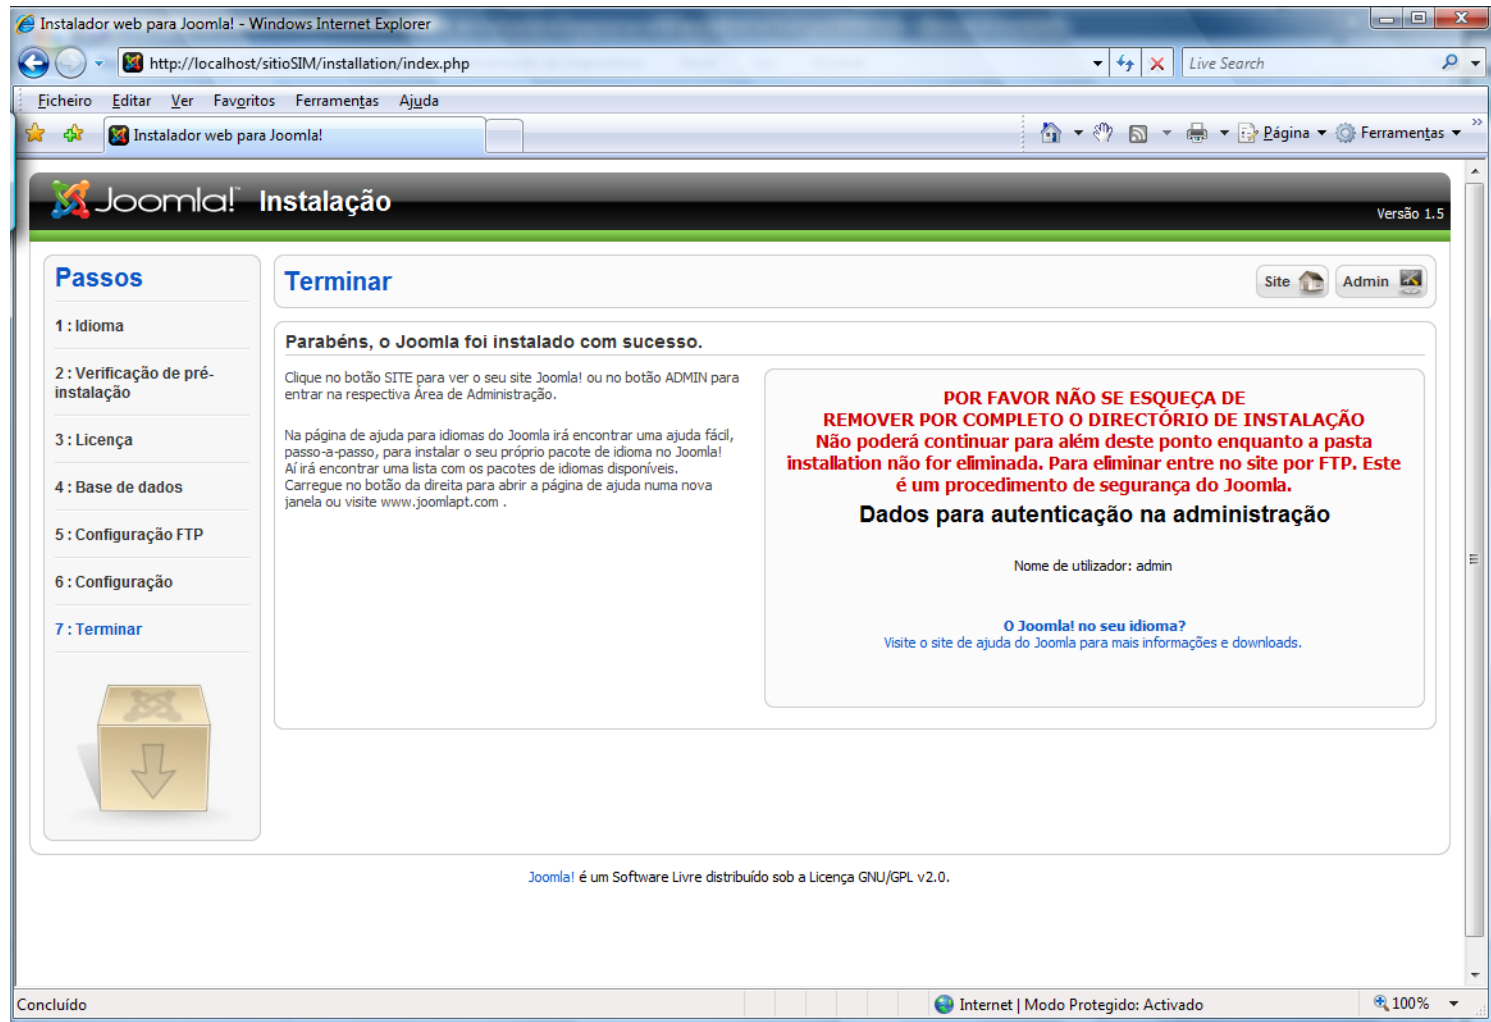 Instalador web para Joomla! - Windows Internet Explorer
http://localhost/sitioSIM/installation/index.php
Live Search
Ficheiro Editar Ver Favoritos Ferramentas Ajuda
Instalador web para Joomla!
Página Ferramentas
Joomla! Instalação
Versão 1.5
Passos
1 : Idioma
2 : Verificação de pré-
instalação
3 : Licença
4 : Base de dados
5 : Configuração FTP
6 : Configuração
7 : Terminar
Terminar
Site Admin
Parabéns, o Joomla foi instalado com sucesso.
Clique no botão SITE para ver o seu site Joomla! ou no botão ADMIN para
entrar na respectiva Área de Administração.
Na página de ajuda para idiomas do Joomla irá encontrar uma ajuda fácil,
passo-a-passo, para instalar o seu próprio pacote de idioma no Joomla!
Aí irá encontrar uma lista com os pacotes de idiomas disponíveis.
Carregue no botão da direita para abrir a página de ajuda numa nova
janela ou visite www.joomlapt.com .
POR FAVOR NÃO SE ESQUEÇA DE
REMOVER POR COMPLETO O DIRECTÓRIO DE INSTALAÇÃO
Não poderá continuar para além deste ponto enquanto a pasta
installation não for eliminada. Para eliminar entre no site por FTP. Este
é um procedimento de segurança do Joomla.
Dados para autenticação na administração
Nome de utilizador: admin
O Joomla! no seu idioma?
Visite o site de ajuda do Joomla para mais informações e downloads.
Joomla! é um Software Livre distribuído sob a Licença GNU/GPL v2.0.
Concluído
Internet | Modo Protegido: Activado
100%